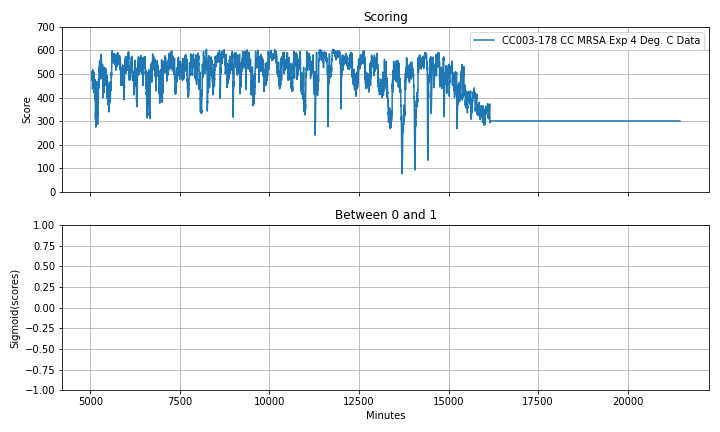 Scoring
700
600
500
400
300
200
100
0
Score
CC003-178 CC MRSA Exp 4 Deg. C Data
Between 0 and 1
1.00
0.75
0.50
0.25
0.00
−0.25
−0.50
−0.75
−1.00
Sigmoid(scores)
5000 7500 10000 12500 15000 17500 20000
Minutes